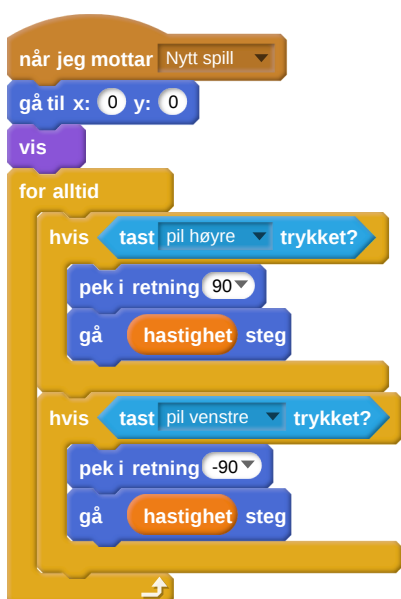 når jeg mottar Nytt spill
gå til x: 0 y: 0
vis
for alltid
hvis tast pil høyre trykket?
pek i retning 90
gå hastighet steg
hvis tast pil venstre trykket?
pek i retning -90
gå hastighet steg